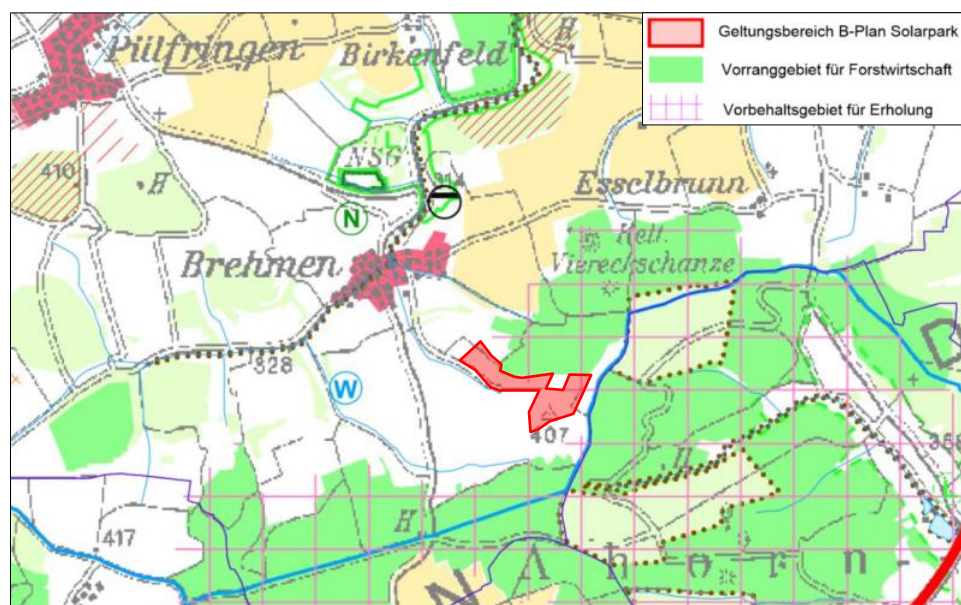 Geltungsbereich B-Plan Solarpark
Vorranggebiet für Forstwirtschaft
Vorbehaltsgebiet für Erholung
Pülfringen
Birkenfeld
H
L
NSG
410
H
N
Esselbrunn
Kelt.
Viereckschanze
Brehmen
D
328
W
407
358
H
H
417
N
A h o r n -